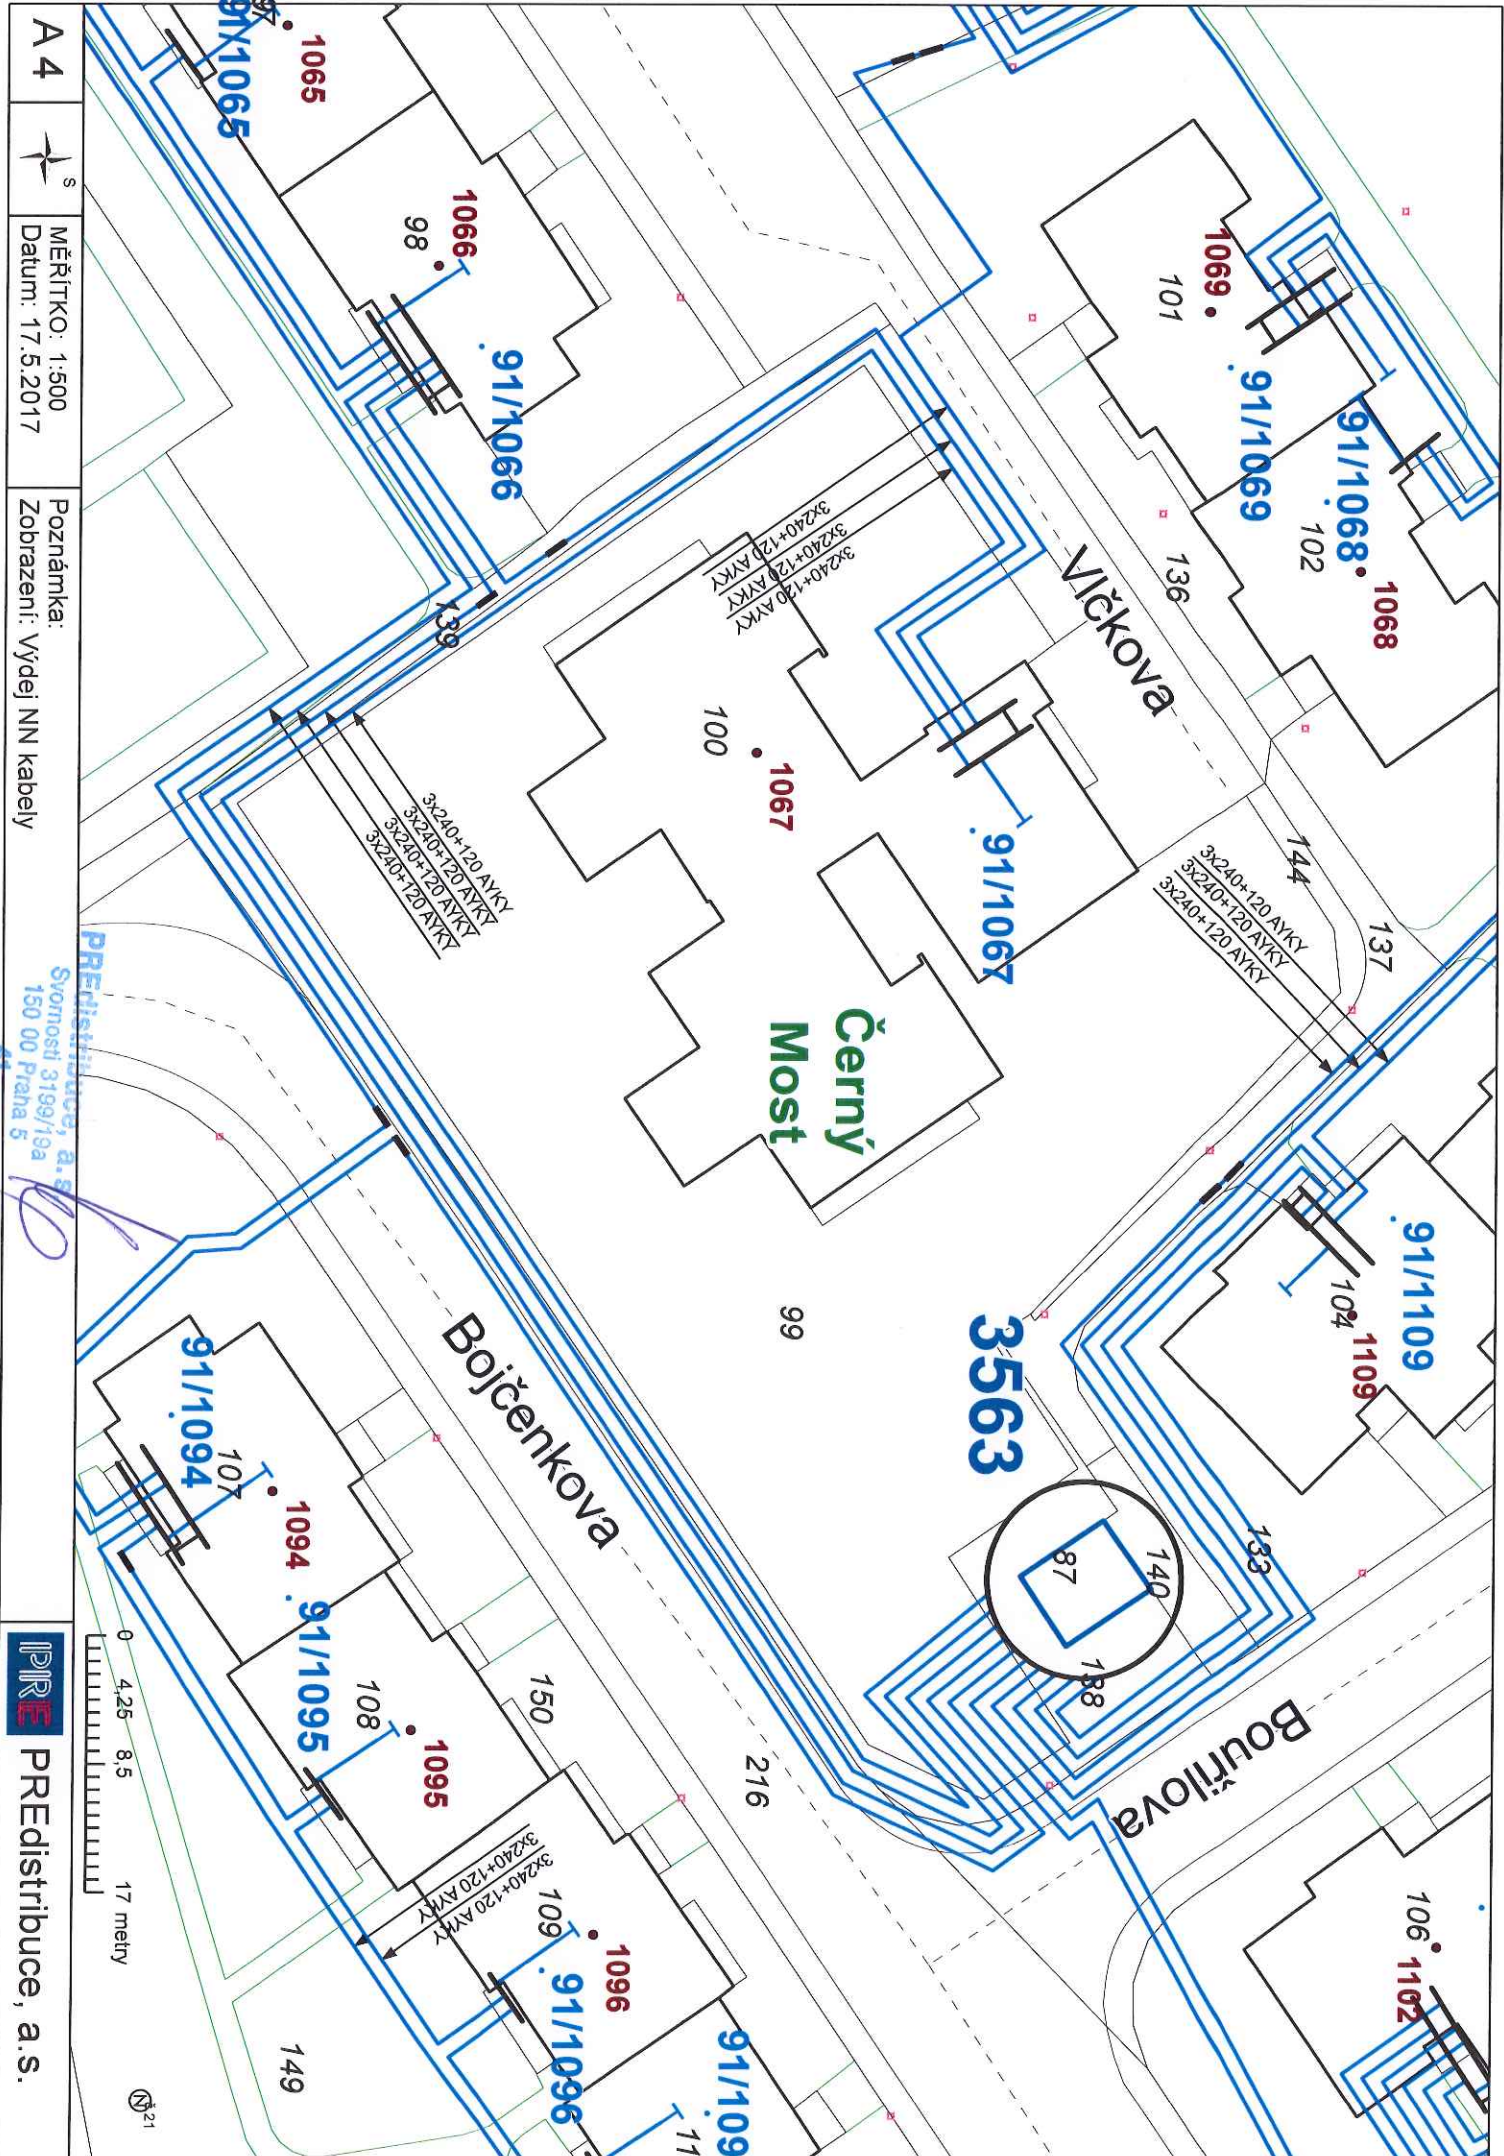 91/1065
1065
1066
98
91/1066
1069
101
91/1069
91/1068
102
1068
136
Vlčkova
3x240+120 AYKY
3x240+120 AYKY
3x240+120 AYKY
139
100
1067
91/1067
3x240+120 AYKY
3x240+120 AYKY
3x240+120 AYKY
3x240+120 AYKY
144
137
3x240+120 AYKY
3x240+120 AYKY
3x240+120 AYKY
Černý
Most
99
3563
91/1109
104
1109
133
140
87
138
Bouřilova
Bojčenkova
91/1094
107
1094
91/1095
108
1095
150
216
3x240+120 AYKY
3x240+120 AYKY
109
1096
91/1096
91/109
11
106
1102
149
0 4,25 8,5 17 metry
A 4
S
MĚŘÍTKO: 1:500
Datum: 17.5.2017
Poznámka:
Zobrazení: Výdej NN kabely
PREdistribuce, a.s.
Svornosti 3199/19a
150 00 Praha 5
PRE PREdistribuce, a.s.